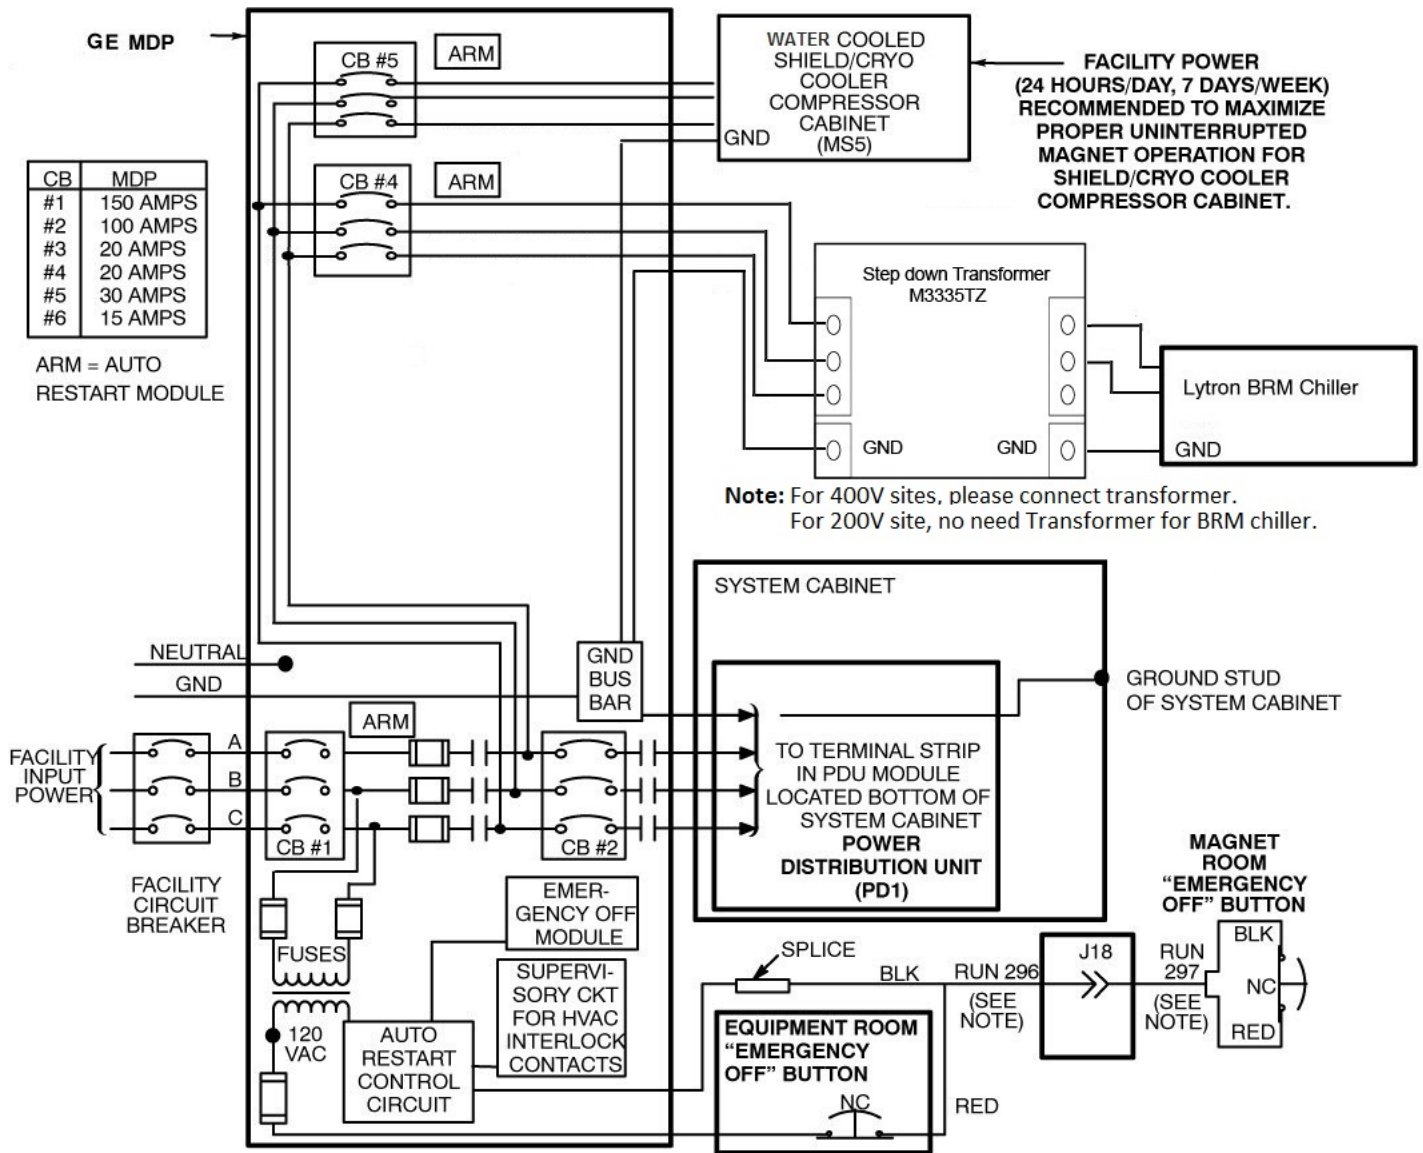 GE MDP
CB #5
ARM
WATER COOLED
SHIELD/CRYO
COOLER
COMPRESSOR
CABINET
(MS5)
GND
FACILITY POWER
(24 HOURS/DAY, 7 DAYS/WEEK)
RECOMMENDED TO MAXIMIZE
PROPER UNINTERRUPTED
MAGNET OPERATION FOR
SHIELD/CRYO COOLER
COMPRESSOR CABINET.
CB MDP
#1 150 AMPS
#2 100 AMPS
#3 20 AMPS
#4 20 AMPS
#5 30 AMPS
#6 15 AMPS
ARM = AUTO
RESTART MODULE
CB #4
ARM
Step down Transformer
M3335TZ
GND GND
Lytron BRM Chiller
GND
Note: For 400V sites, please connect transformer.
For 200V site, no need Transformer for BRM chiller.
SYSTEM CABINET
NEUTRAL
GND
GND
BUS
BAR
GROUND STUD
OF SYSTEM CABINET
ARM
FACILITY
INPUT
POWER
A
B
C
CB #1
CB #2
TO TERMINAL STRIP
IN PDU MODULE
LOCATED BOTTOM OF
SYSTEM CABINET
POWER
DISTRIBUTION UNIT
(PD1)
FACILITY
CIRCUIT
BREAKER
FUSES
EMER-
GENCY OFF
MODULE
SUPERVI-
SORY CKT
FOR HVAC
INTERLOCK
CONTACTS
120
VAC
AUTO
RESTART
CONTROL
CIRCUIT
SPLICE
BLK
RUN 296
(SEE
NOTE)
J18
RUN
297
(SEE
NOTE)
MAGNET
ROOM
“EMERGENCY
OFF” BUTTON
BLK
NC
RED
EQUIPMENT ROOM
“EMERGENCY
OFF” BUTTON
NC
RED